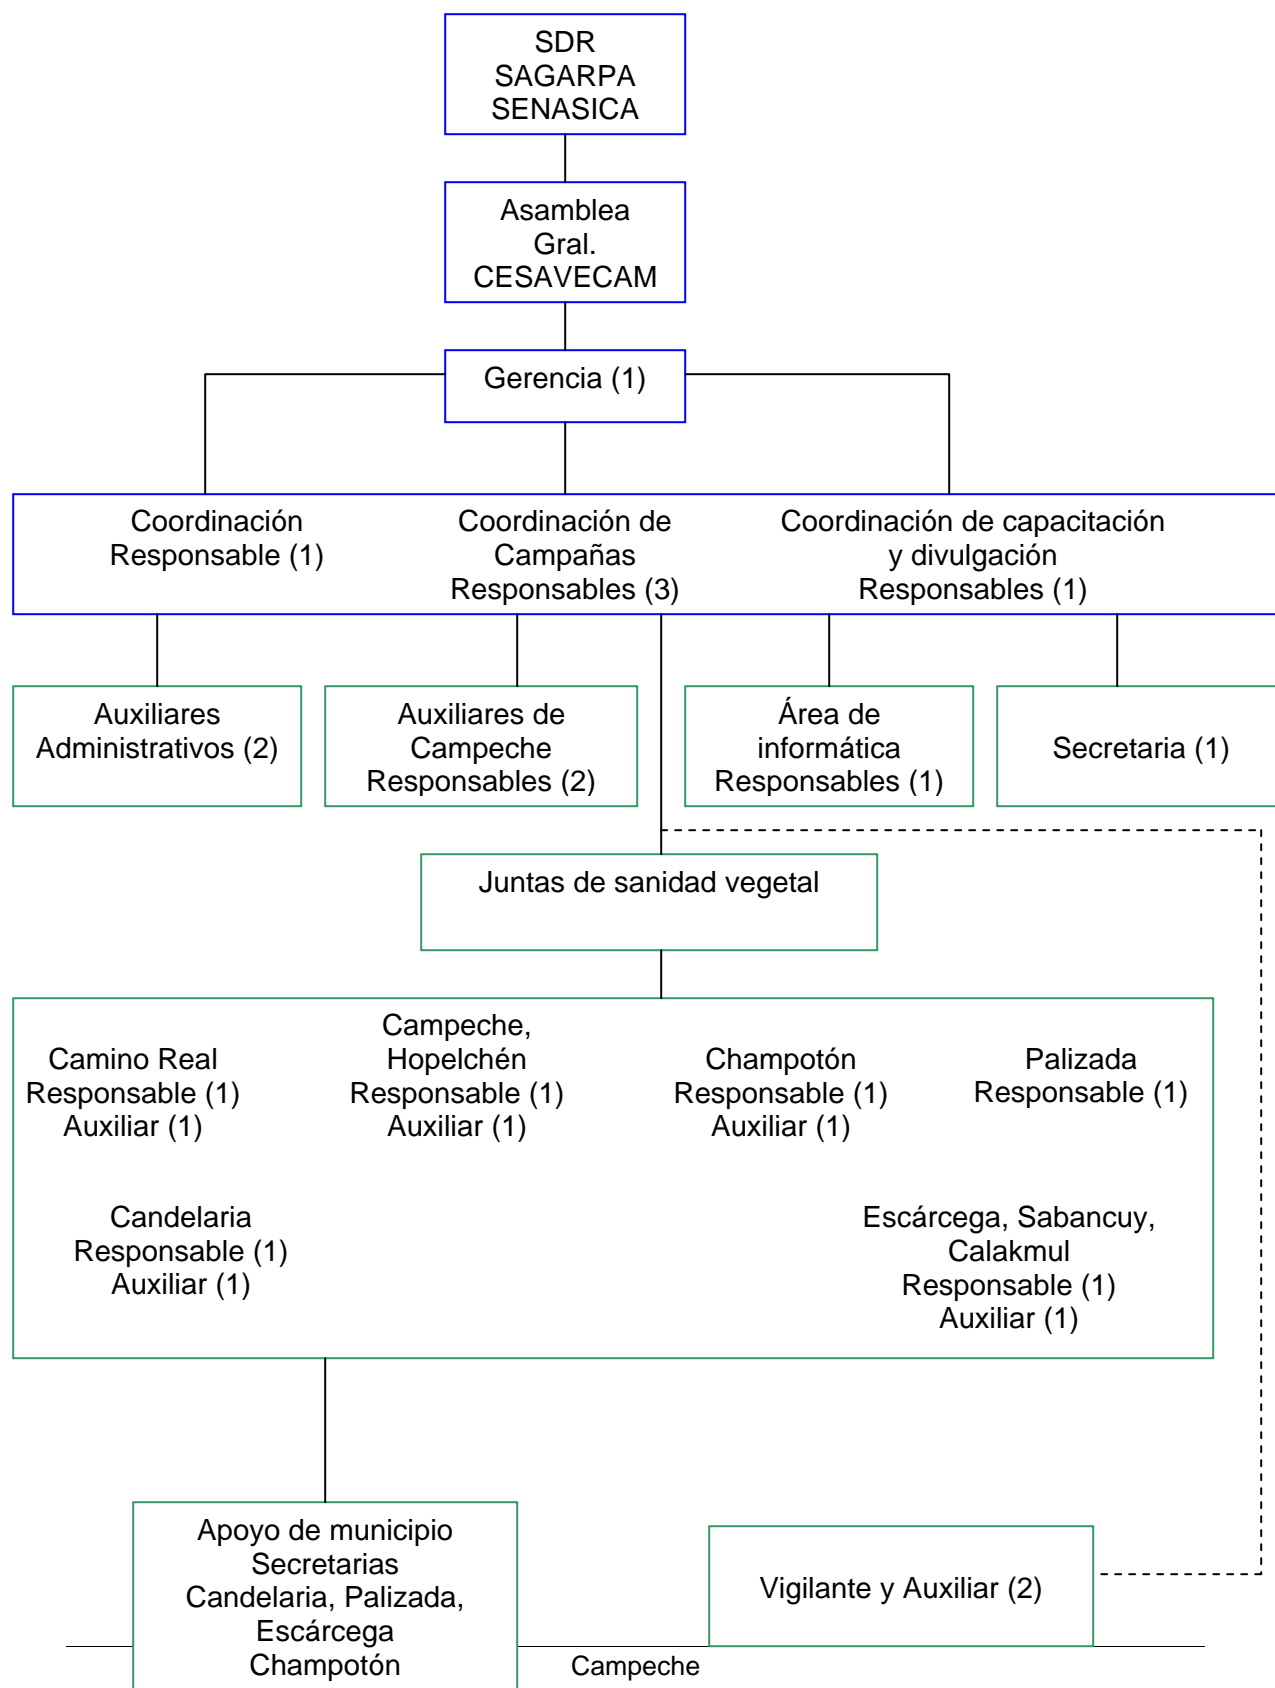 SDR
SAGARPA
SENASICA
Asamblea
Gral.
CESAVECAM
Gerencia (1)
Coordinación
Responsable (1)
Coordinación de
Campañas
Responsables (3)
Coordinación de capacitación
y divulgación
Responsables (1)
Auxiliares
Administrativos (2)
Auxiliares de
Campeche
Responsables (2)
Área de
informática
Responsables (1)
Secretaria (1)
Juntas de sanidad vegetal
Camino Real
Responsable (1)
Auxiliar (1)
Campeche,
Hopelchén
Responsable (1)
Auxiliar (1)
Champotón
Responsable (1)
Auxiliar (1)
Palizada
Responsable (1)
Candelaria
Responsable (1)
Auxiliar (1)
Escárcega, Sabancuy,
Calakmul
Responsable (1)
Auxiliar (1)
Apoyo de municipio
Secretarias
Candelaria, Palizada,
Escárcega
Champotón
Vigilante y Auxiliar (2)
Campeche